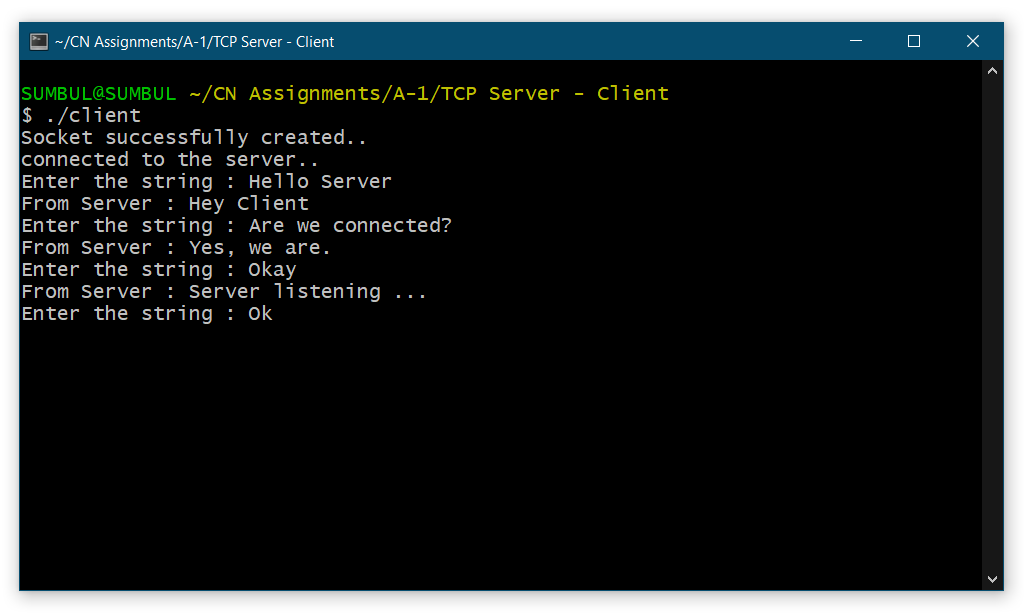 ~/CN Assignments/A-1/TCP Server - Client
SUMBUL@SUMBUL ~/CN Assignments/A-1/TCP Server - Client
$ ./client
Socket successfully created..
connected to the server..
Enter the string : Hello Server
From Server : Hey Client
Enter the string : Are we connected?
From Server : Yes, we are.
Enter the string : Okay
From Server : Server listening ...
Enter the string : Ok